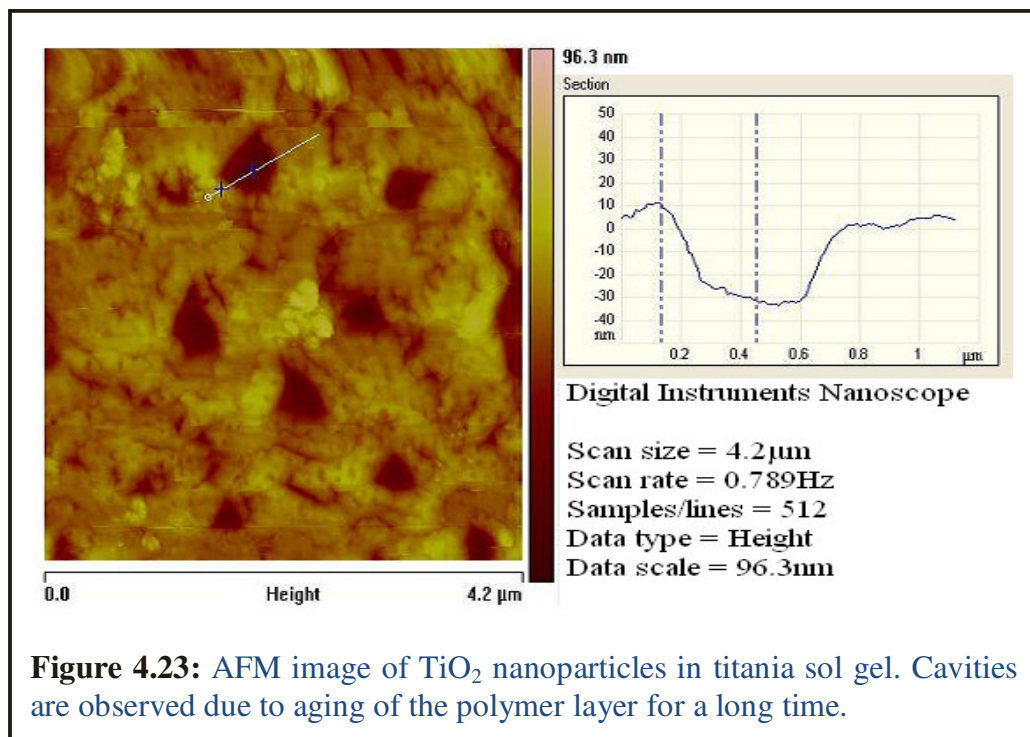 96.3 nm
Section
50
40
30
20
10
0
-10
-20
-30
-40
nm
0.2 0.4 0.6 0.8 1 µm
Digital Instruments Nanoscope
Scan size = 4.2µm
Scan rate = 0.789Hz
Samples/lines = 512
Data type = Height
Data scale = 96.3nm
0.0 Height 4.2 µm
Figure 4.23: AFM image of TiO₂ nanoparticles in titania sol gel. Cavities
are observed due to aging of the polymer layer for a long time.